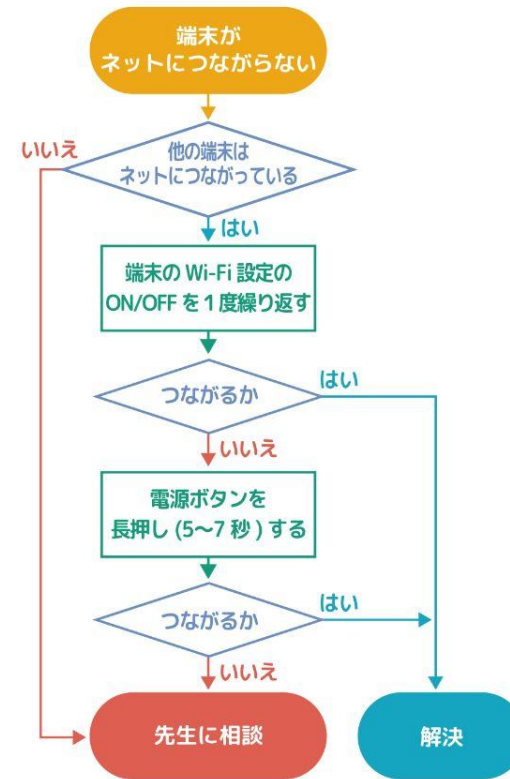 端末が
ネットにつながらない
いいえ
他の端末は
ネットにつながっている
はい
端末の Wi-Fi 設定の
ON/OFF を 1 度繰り返す
つながるか
はい
いいえ
電源ボタンを
長押し (5〜7 秒 ) する
つながるか
はい
いいえ
先生に相談
解決